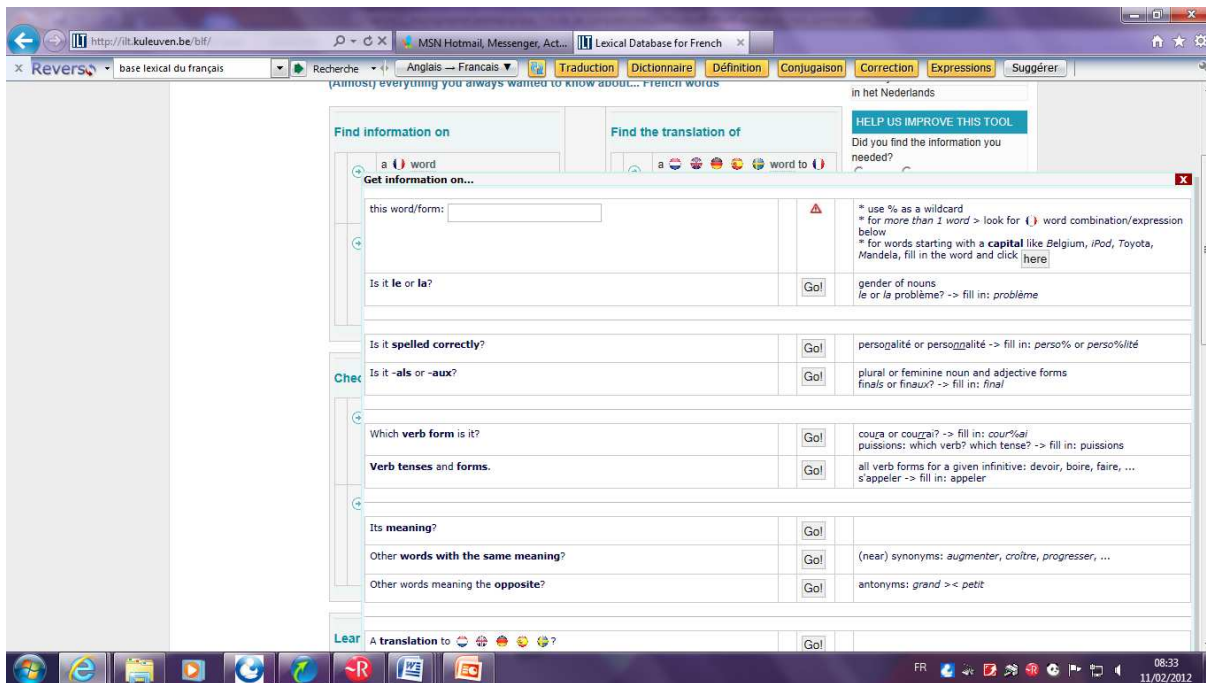 http://ilt.kuleuven.be/blf/
MSN Hotmail, Messenger, Act...
Lexical Database for French
Reverso
base lexical du français
Recherche
Anglais → Francais ▼
Traduction
Dictionnaire
Définition
Conjugaison
Correction
Expressions
Suggérer
(Almost) everything you always wanted to know about... French words
in het Nederlands
Find information on
Find the translation of
HELP US IMPROVE THIS TOOL
Did you find the information you
needed?
a word
a word to
Get information on...
X
this word/form:
* use % as a wildcard
* for more than 1 word > look for word combination/expression
below
* for words starting with a capital like Belgium, iPod, Toyota,
Mandela, fill in the word and click here
Is it le or la?
Go!
gender of nouns
le or la problème? -> fill in: problème
Is it spelled correctly?
Go!
personalité or personnalité -> fill in: perso% or perso%lité
Chec
Is it -als or -aux?
Go!
plural or feminine noun and adjective forms
finals or finaux? -> fill in: final
Which verb form is it?
Go!
coura or courrai? -> fill in: cour%ai
puissions: which verb? which tense? -> fill in: puissions
Verb tenses and forms.
Go!
all verb forms for a given infinitive: devoir, boire, faire, ...
s'appeler -> fill in: appeler
Its meaning?
Go!
Other words with the same meaning?
Go!
(near) synonyms: augmenter, croître, progresser, ...
Other words meaning the opposite?
Go!
antonyms: grand >< petit
Lear
A translation to ?
Go!
FR
08:33
11/02/2012